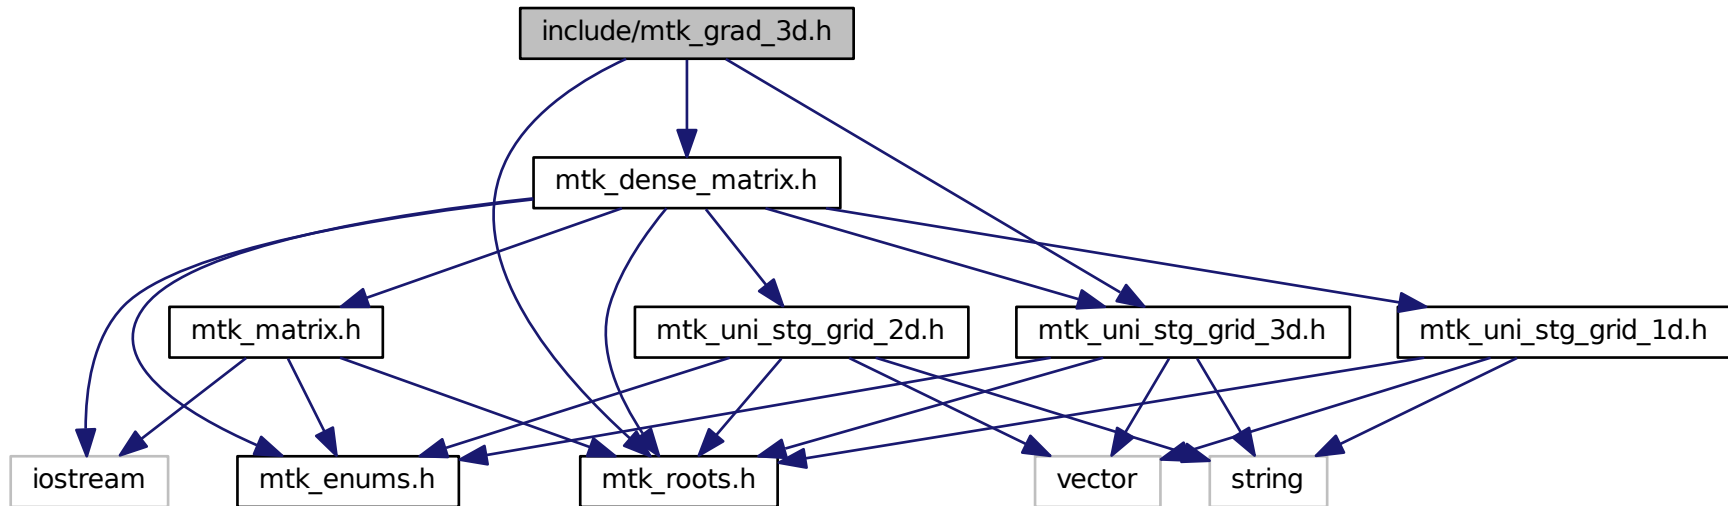 include/mtk_grad_3d.h
mtk_dense_matrix.h
mtk_matrix.h
mtk_uni_stg_grid_2d.h
mtk_uni_stg_grid_3d.h
mtk_uni_stg_grid_1d.h
iostream
mtk_enums.h
mtk_roots.h
vector
string